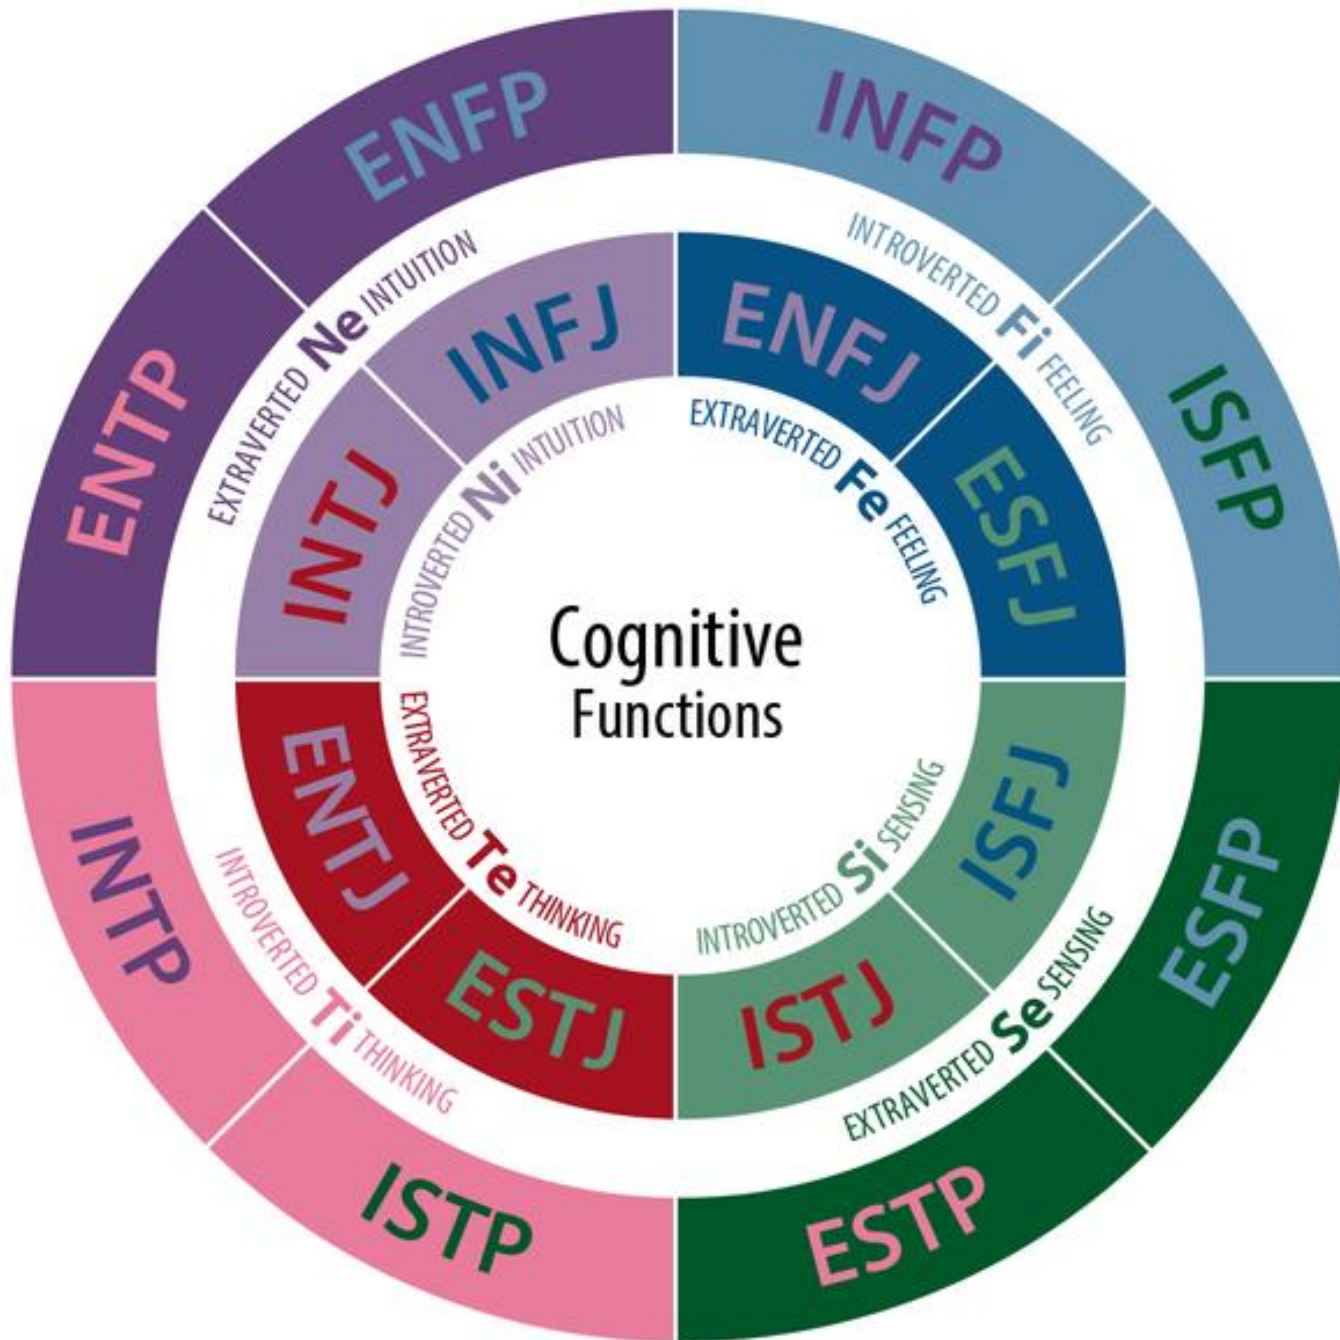 ENFP
INFP
ENTP
ISFP
EXTRAVERTED Ne INTUITION
INTROVERTED Fi FEELING
INFJ
ENFJ
INTJ
ESFJ
INTROVERTED Ni INTUITION
EXTRAVERTED Fe FEELING
Cognitive
Functions
EXTRAVERTED Te THINKING
INTROVERTED Si SENSING
ENTJ
ISFJ
ESTJ
ISTJ
INTROVERTED Ti THINKING
EXTRAVERTED Se SENSING
INTP
ESFP
ISTP
ESTP